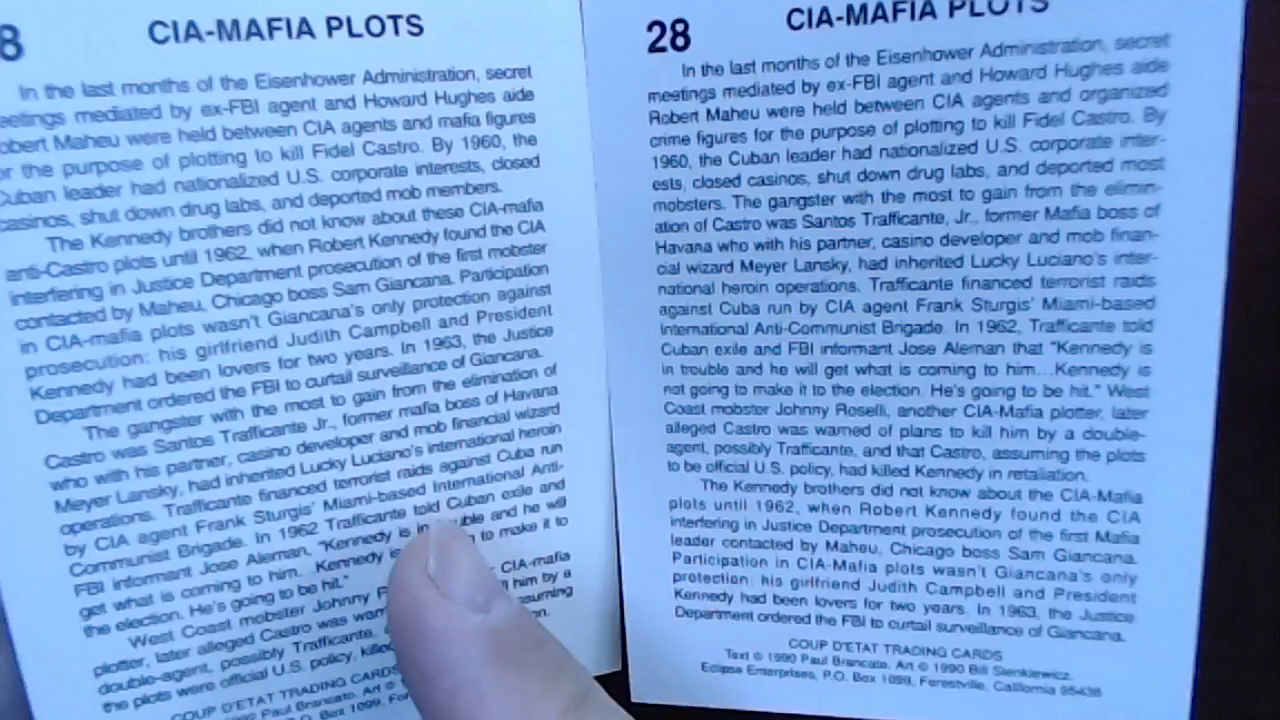 8
CIA-MAFIA PLOTS
In the last months of the Eisenhower Administration, secret
eetings mediated by ex-FBI agent and Howard Hughes aide
obert Maheu were held between CIA agents and mafia figures
or the purpose of plotting to kill Fidel Castro. By 1960, the
Cuban leader had nationalized U.S. corporate interests, closed
casinos, shut down drug labs, and deported mob members.
The Kennedy brothers did not know about these CIA-mafia
anti-Castro plots until 1962, when Robert Kennedy found the CIA
interfering in Justice Department prosecution of the first mobster
contacted by Maheu, Chicago boss Sam Giancana. Participation
in CIA-mafia plots wasn't Giancana's only protection against
prosecution: his girlfriend Judith Campbell and President
Kennedy had been lovers for two years. In 1963, the Justice
Department ordered the FBI to curtail surveillance of Giancana.
The gangster with the most to gain from the elimination of
Castro was Santos Trafficante Jr., former mafia boss of Havana
who with his partner, casino developer and mob financial wizard
Meyer Lansky, had inherited Lucky Luciano's international heroin
operations. Trafficante financed terrorist raids against Cuba run
by CIA agent Frank Sturgis' Miami-based International Anti-
Communist Brigade. In 1962 Trafficante told Cuban exile and
FBI informant Jose Aleman, "Kennedy is in uble and he will
get what is coming to him...Kennedy is to make it to
the election. He's going to be hit."
West Coast mobster Johnny CIA-mafia
plotter, later alleged Castro was him by a
double-agent, possibly Trafficante, suming
the plots were official U.S. policy, on.
COUP D'ETAT TRADING CARDS
Paul Brancato. Art ©
Box 1099,
28
CIA-MAFIA PLOTS
In the last months of the Eisenhower Administration, secret
meetings mediated by ex-FBI agent and Howard Hughes aide
Robert Maheu were held between CIA agents and organized
crime figures for the purpose of plotting to kill Fidel Castro. By
1960, the Cuban leader had nationalized U.S. corporate inter-
ests, closed casinos, shut down drug labs, and deported most
mobsters. The gangster with the most to gain from the elimin-
ation of Castro was Santos Trafficante, Jr., former Mafia boss of
Havana who with his partner, casino developer and mob finan-
cial wizard Meyer Lansky, had inherited Lucky Luciano's inter-
national heroin operations. Trafficante financed terrorist raids
against Cuba run by CIA agent Frank Sturgis' Miami-based
International Anti-Communist Brigade. In 1962, Trafficante told
Cuban exile and FBI informant Jose Aleman that "Kennedy is
in trouble and he will get what is coming to him...Kennedy is
not going to make it to the election. He's going to be hit." West
Coast mobster Johnny Roselli, another CIA-Mafia plotter, later
alleged Castro was warned of plans to kill him by a double-
agent, possibly Trafficante, and that Castro, assuming the plots
to be official U.S. policy, had killed Kennedy in retaliation.
The Kennedy brothers did not know about the CIA-Mafia
plots until 1962, when Robert Kennedy found the CIA
interfering in Justice Department prosecution of the first Mafia
leader contacted by Maheu, Chicago boss Sam Giancana.
Participation in CIA-Mafia plots wasn't Giancana's only
protection: his girlfriend Judith Campbell and President
Kennedy had been lovers for two years. In 1963, the Justice
Department ordered the FBI to curtail surveillance of Giancana.
COUP D'ETAT TRADING CARDS
Text © 1990 Paul Brancato. Art © 1990 Bill Sienkiewicz.
Eclipse Enterprises, P.O. Box 1099, Forestville, California 95436